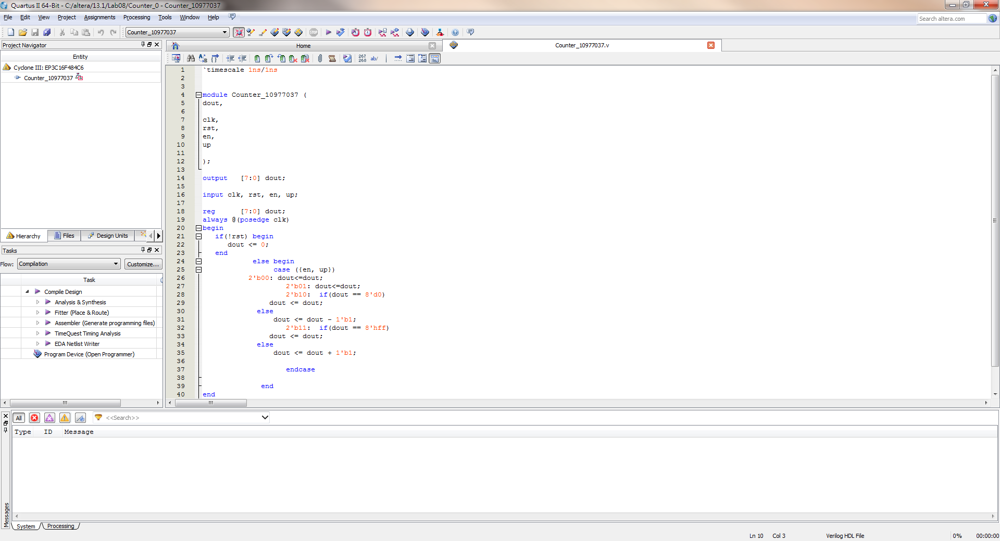 Quartus II 64-Bit - C:/altera/13.1/Lab08/Counter_0 - Counter_10977037
File Edit View Project Assignments Processing Tools Window Help
Search altera.com
Counter_10977037
Project Navigator
Entity
Cyclone III: EP3C16F484C6
Counter_10977037
Hierarchy Files Design Units
Tasks
Flow: Compilation Customize...
Task
Compile Design
Analysis & Synthesis
Fitter (Place & Route)
Assembler (Generate programming files)
TimeQuest Timing Analysis
EDA Netlist Writer
Program Device (Open Programmer)
Home Counter_10977037.v
267 268 ab/
1 `timescale 1ns/1ns
2
3
4 module Counter_10977037 (
5 dout,
6
7 clk,
8 rst,
9 en,
10 up
11
12 );
13
14 output [7:0] dout;
15
16 input clk, rst, en, up;
17
18 reg [7:0] dout;
19 always @(posedge clk)
20 begin
21 if(!rst) begin
22 dout <= 0;
23 end
24 else begin
25 case ({en, up})
26 2'b00: dout<=dout;
27 2'b01: dout<=dout;
28 2'b10: if(dout == 8'd0)
29 dout <= dout;
30 else
31 dout <= dout - 1'b1;
32 2'b11: if(dout == 8'hff)
33 dout <= dout;
34 else
35 dout <= dout + 1'b1;
36
37 endcase
38
39 end
40 end
All <<Search>>
Type ID Message
Messages
System Processing
Ln 10 Col 3 Verilog HDL File 0% 00:00:00